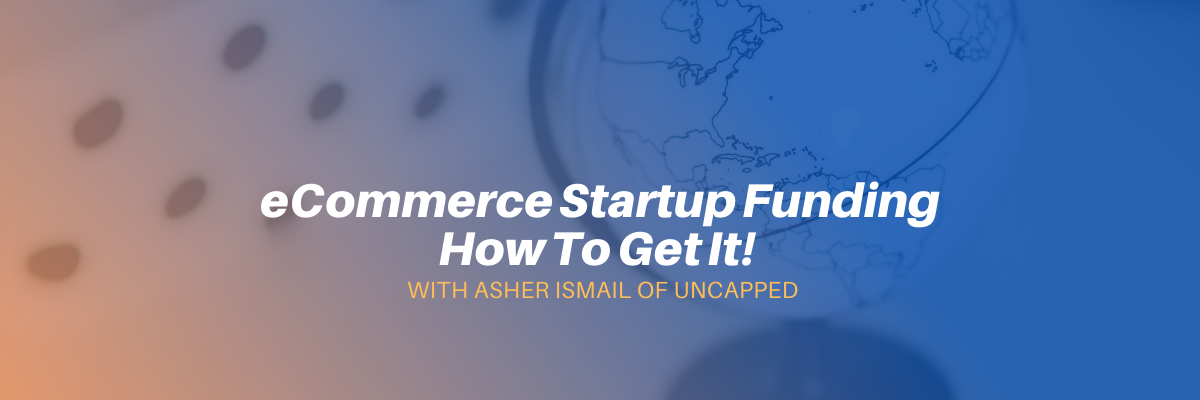 eCommerce Startup Funding
How To Get It!
WITH ASHER ISMAIL OF UNCAPPED